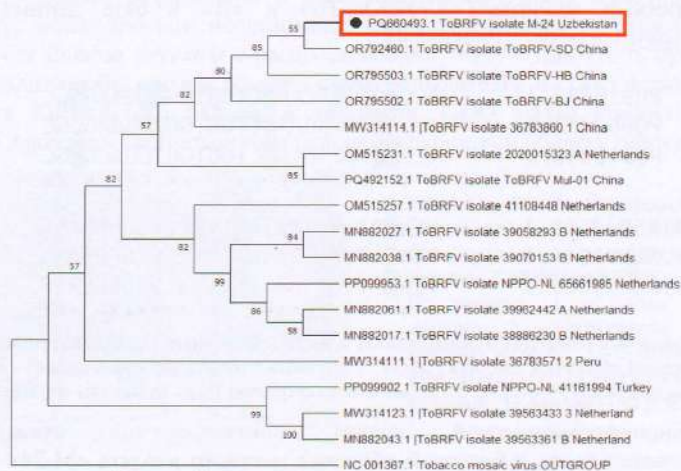 PQ660493.1 ToBRFV isolate M-24 Uzbekistan
55
OR792460.1 ToBRFV isolate ToBRFV-SD China
85
OR795503.1 ToBRFV isolate ToBRFV-HB China
80
OR795502.1 ToBRFV isolate ToBRFV-BJ China
82
MW314114.1 |ToBRFV isolate 36783860 1 China
57
OM515231.1 ToBRFV isolate 2020015323 A Netherlands
85
PQ492152.1 ToBRFV isolate ToBRFV Mul-01 China
82
OM515257.1 ToBRFV isolate 41108448 Netherlands
82
MN882027.1 ToBRFV isolate 39058293 B Netherlands
84
MN882038.1 ToBRFV isolate 39070153 B Netherlands
99
57
PP099953.1 ToBRFV isolate NPPO-NL 65661985 Netherlands
86
MN882061.1 ToBRFV isolate 39962442 A Netherlands
58
MN882017.1 ToBRFV isolate 38886230 B Netherlands
MW314111.1 |ToBRFV isolate 36783571 2 Peru
PP099902.1 ToBRFV isolate NPPO-NL 41161994 Turkey
99
MW314123.1 |ToBRFV isolate 39563433 3 Netherland
100
MN882043.1 |ToBRFV isolate 39563361 B Netherland
NC 001367.1 Tobacco mosaic virus OUTGROUP